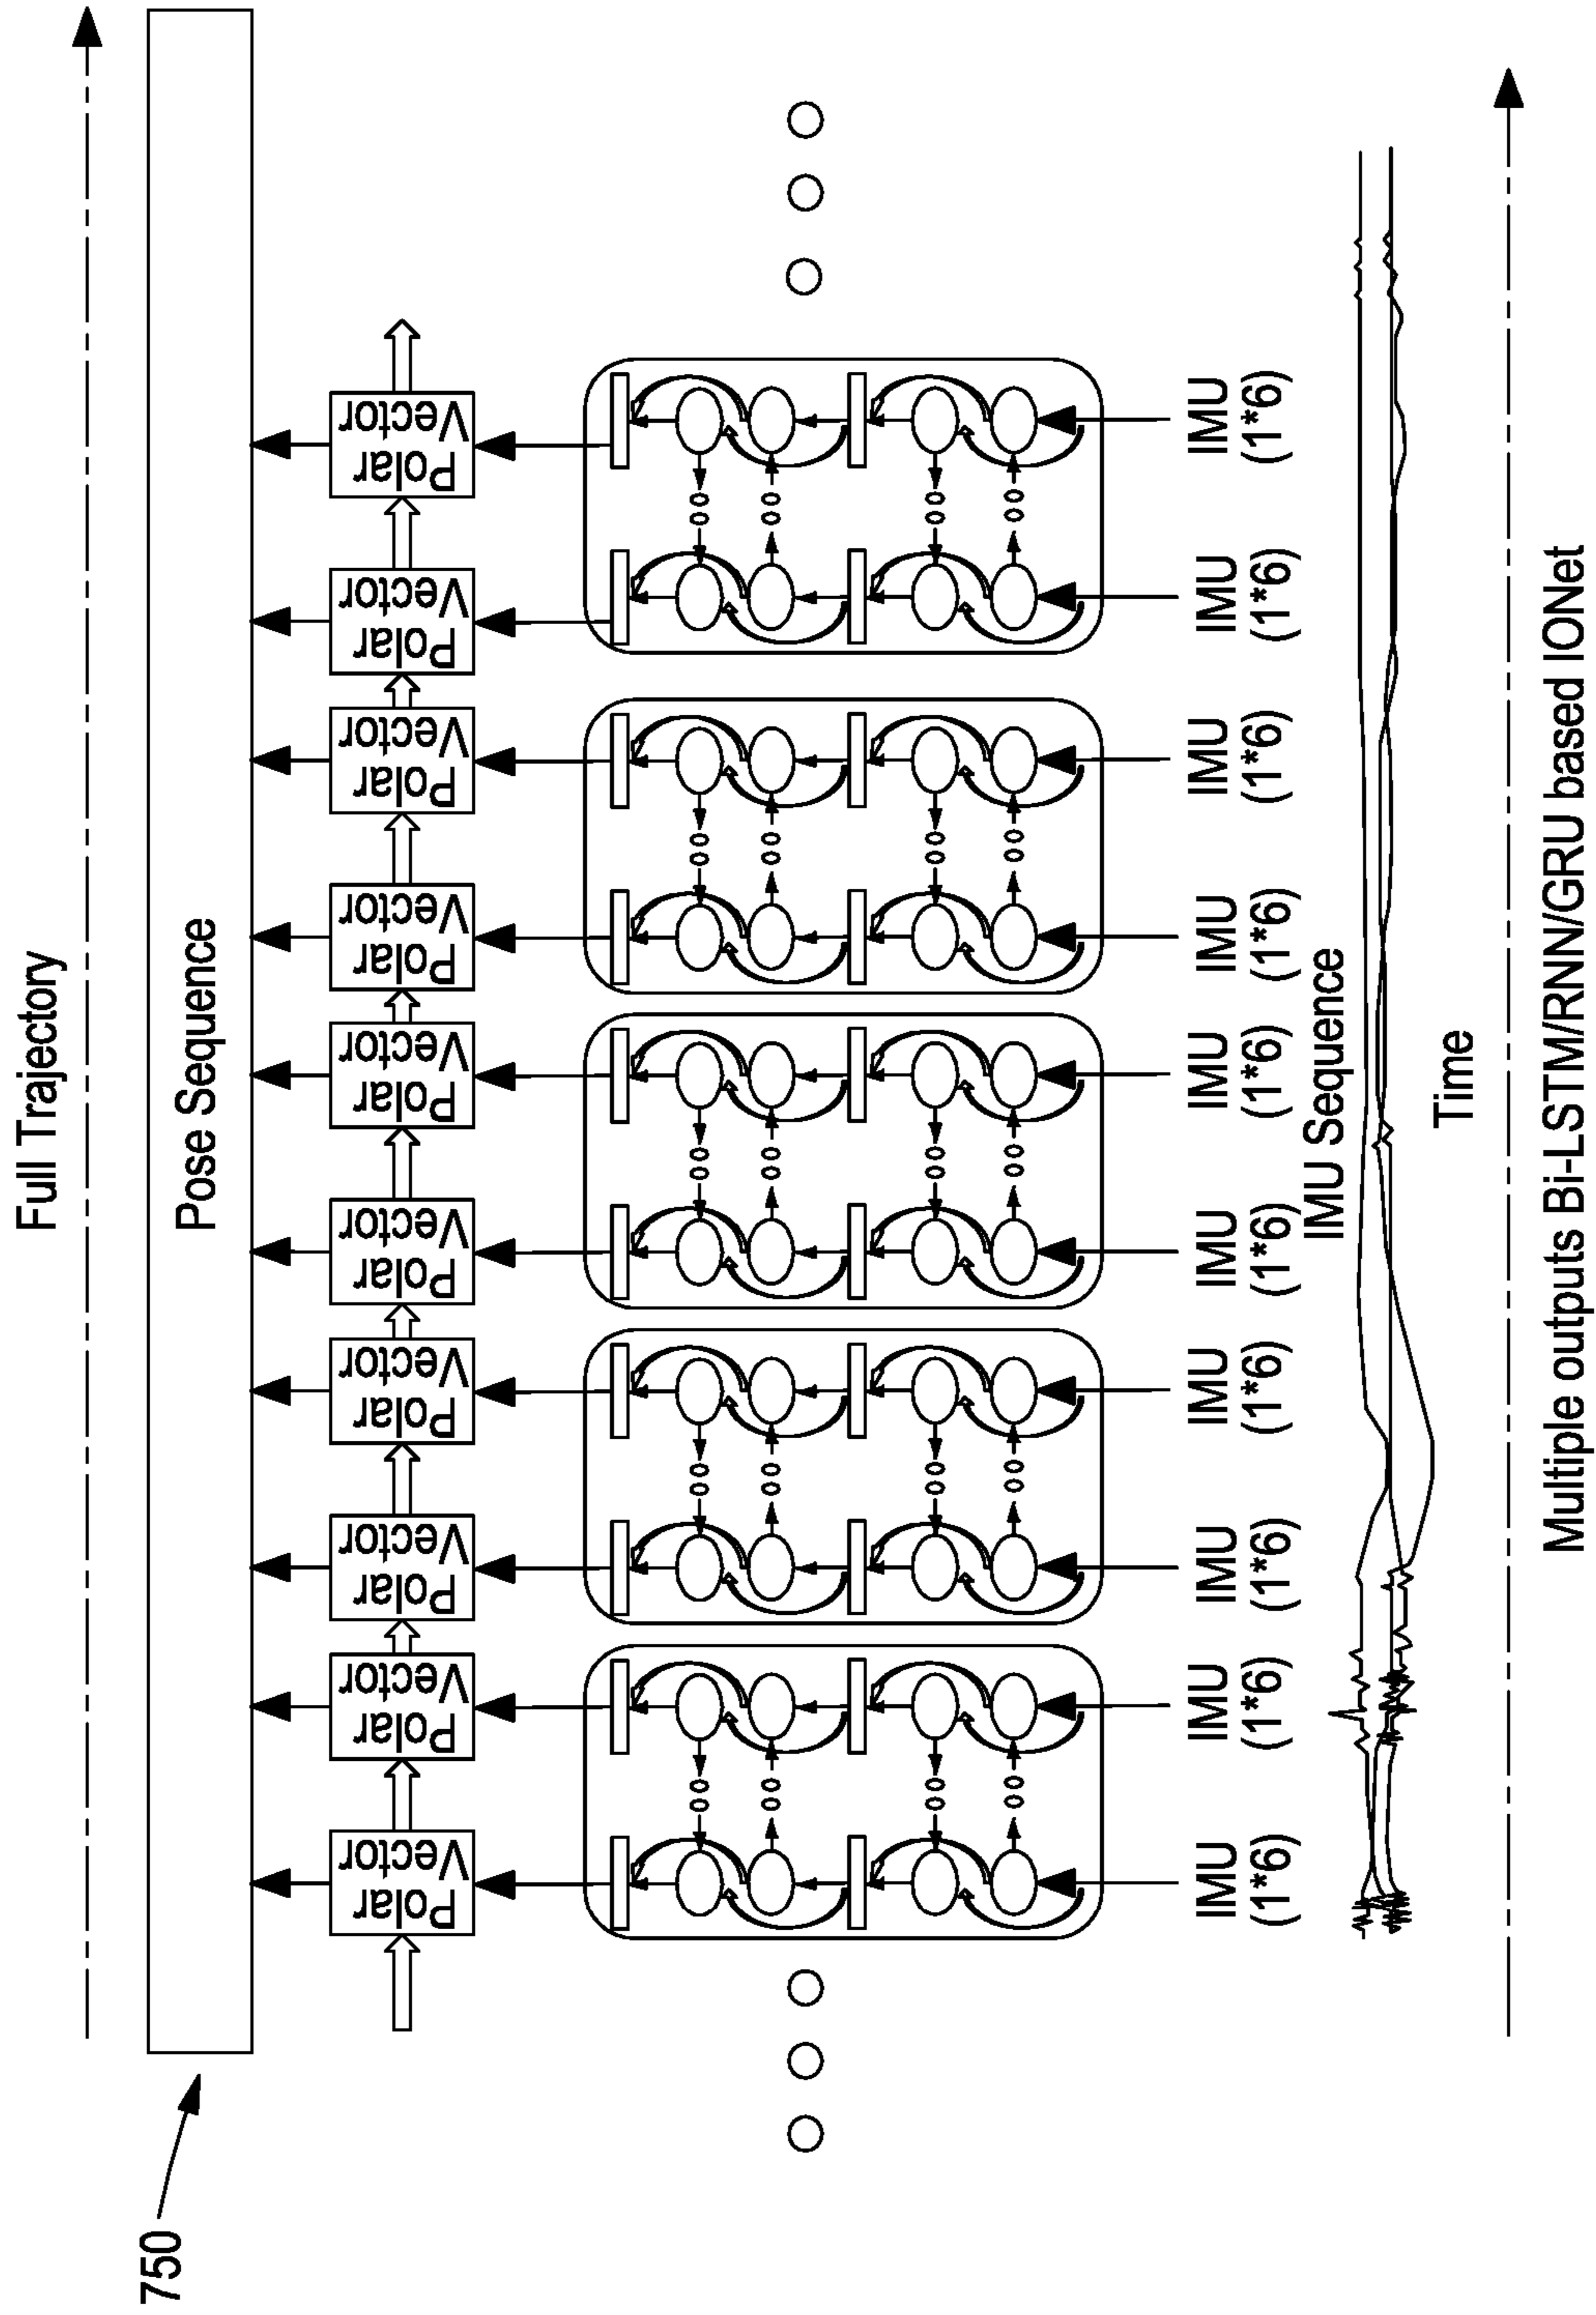 Full Trajectory
750
Pose Sequence
Polar
Vector
Polar
Vector
Polar
Vector
Polar
Vector
Polar
Vector
Polar
Vector
Polar
Vector
Polar
Vector
Polar
Vector
Polar
Vector
IMU
(1*6)
IMU
(1*6)
IMU
(1*6)
IMU
(1*6)
IMU
(1*6)
IMU
(1*6)
IMU
(1*6)
IMU
(1*6)
IMU
(1*6)
IMU
(1*6)
IMU Sequence
Time
Multiple outputs Bi-LSTM/RNN/GRU based IONet